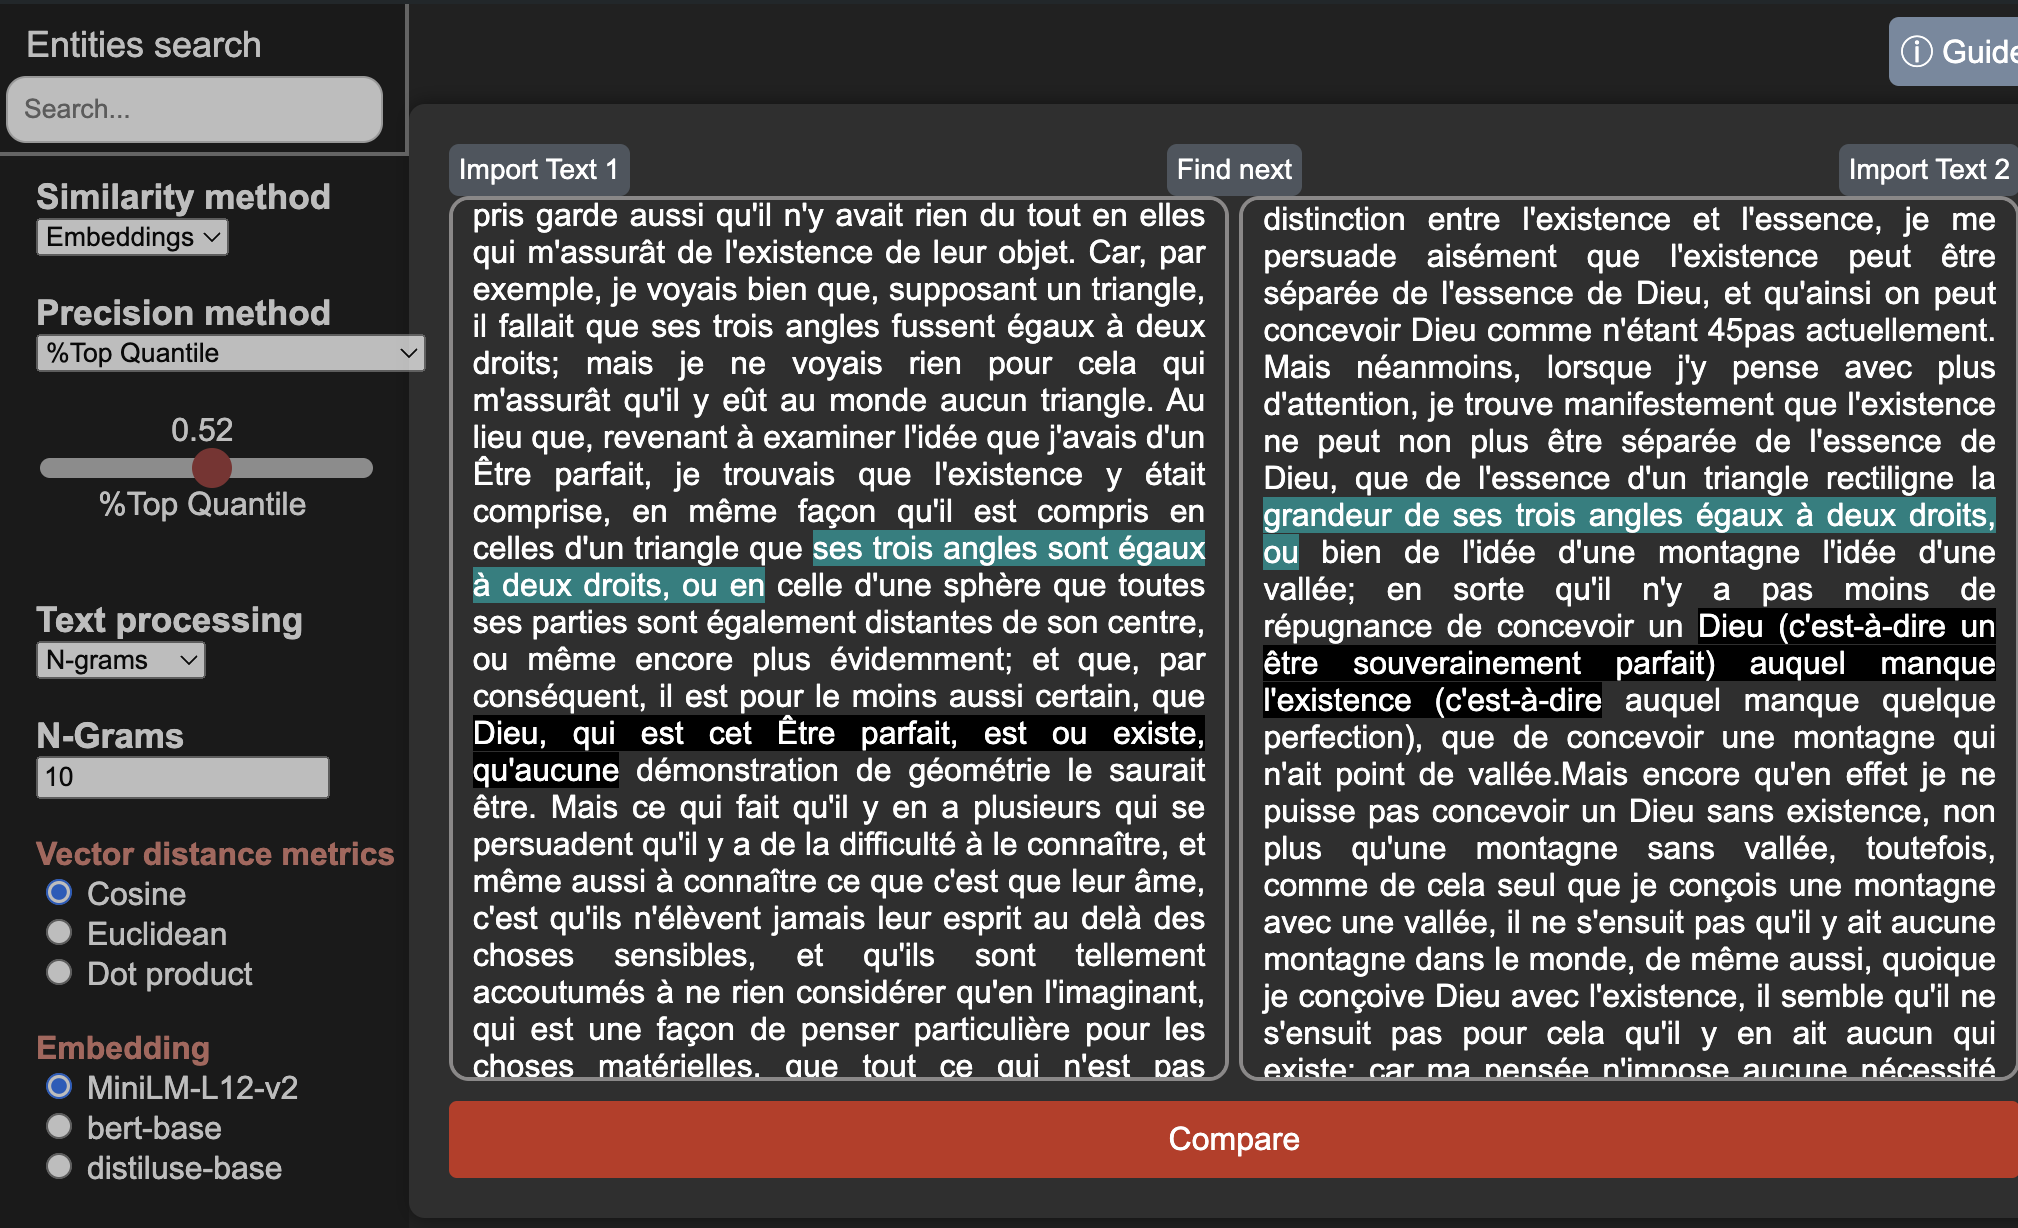 Entities search
Search...
Similarity method
Embeddings
Precision method
%Top Quantile
0.52
%Top Quantile
Text processing
N-grams
N-Grams
10
Vector distance metrics
Cosine
Euclidean
Dot product
Embedding
MiniLM-L12-v2
bert-base
distiluse-base
ⓘ Guide
Import Text 1
Find next
Import Text 2
pris garde aussi qu'il n'y avait rien du tout en elles
qui m'assurât de l'existence de leur objet. Car, par
exemple, je voyais bien que, supposant un triangle,
il fallait que ses trois angles fussent égaux à deux
droits; mais je ne voyais rien pour cela qui
m'assurât qu'il y eût au monde aucun triangle. Au
lieu que, revenant à examiner l'idée que j'avais d'un
Être parfait, je trouvais que l'existence y était
comprise, en même façon qu'il est compris en
celles d'un triangle que ses trois angles sont égaux
à deux droits, ou en celle d'une sphère que toutes
ses parties sont également distantes de son centre,
ou même encore plus évidemment; et que, par
conséquent, il est pour le moins aussi certain, que
Dieu, qui est cet Être parfait, est ou existe,
qu'aucune démonstration de géométrie le saurait
être. Mais ce qui fait qu'il y en a plusieurs qui se
persuadent qu'il y a de la difficulté à le connaître, et
même aussi à connaître ce que c'est que leur âme,
c'est qu'ils n'élèvent jamais leur esprit au delà des
choses sensibles, et qu'ils sont tellement
accoutumés à ne rien considérer qu'en l'imaginant,
qui est une façon de penser particulière pour les
choses matérielles, que tout ce qui n'est pas
distinction entre l'existence et l'essence, je me
persuade aisément que l'existence peut être
séparée de l'essence de Dieu, et qu'ainsi on peut
concevoir Dieu comme n'étant 45pas actuellement.
Mais néanmoins, lorsque j'y pense avec plus
d'attention, je trouve manifestement que l'existence
ne peut non plus être séparée de l'essence de
Dieu, que de l'essence d'un triangle rectiligne la
grandeur de ses trois angles égaux à deux droits,
ou bien de l'idée d'une montagne l'idée d'une
vallée; en sorte qu'il n'y a pas moins de
répugnance de concevoir un Dieu (c'est-à-dire un
être souverainement parfait) auquel manque
l'existence (c'est-à-dire auquel manque quelque
perfection), que de concevoir une montagne qui
n'ait point de vallée.Mais encore qu'en effet je ne
puisse pas concevoir un Dieu sans existence, non
plus qu'une montagne sans vallée, toutefois,
comme de cela seul que je conçois une montagne
avec une vallée, il ne s'ensuit pas qu'il y ait aucune
montagne dans le monde, de même aussi, quoique
je conçoive Dieu avec l'existence, il semble qu'il ne
s'ensuit pas pour cela qu'il y en ait aucun qui
existe: car ma pensée n'impose aucune nécessité
Compare